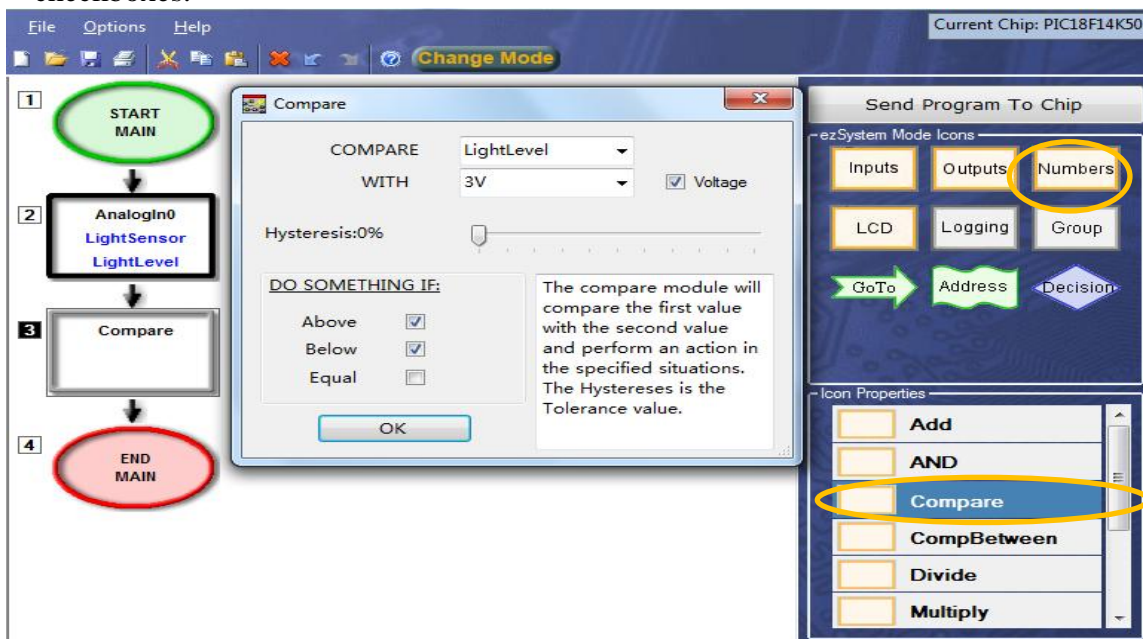 File Options Help
Current Chip: PIC18F14K50
Change Mode
1
START
MAIN
2
AnalogIn0
LightSensor
LightLevel
3
Compare
4
END
MAIN
Compare
COMPARE LightLevel
WITH 3V Voltage
Hysteresis:0%
DO SOMETHING IF:
Above
Below
Equal
OK
The compare module will
compare the first value
with the second value
and perform an action in
the specified situations.
The Hystereses is the
Tolerance value.
Send Program To Chip
ezSystem Mode Icons
Inputs Outputs Numbers
LCD Logging Group
GoTo Address Decision
Icon Properties
Add
AND
Compare
CompBetween
Divide
Multiply